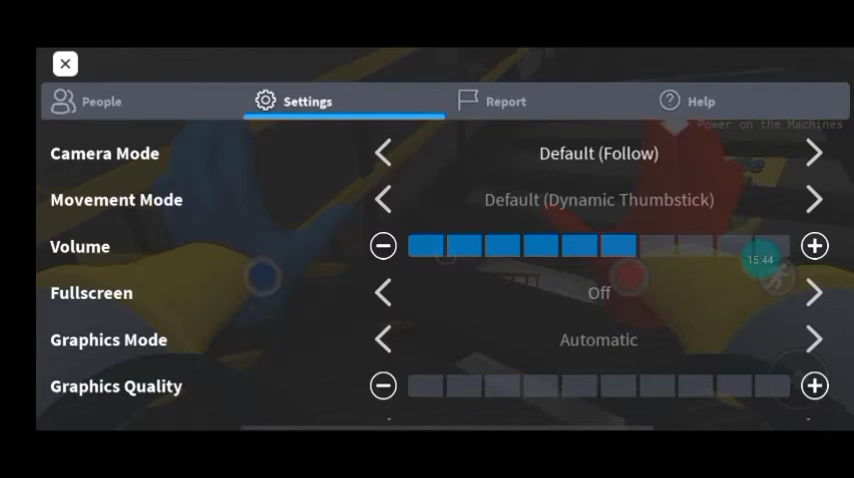 People Settings Report Help
Power on the Machines
Camera Mode Default (Follow)
Movement Mode Default (Dynamic Thumbstick)
Volume
15:44
Fullscreen Off
Graphics Mode Automatic
Graphics Quality